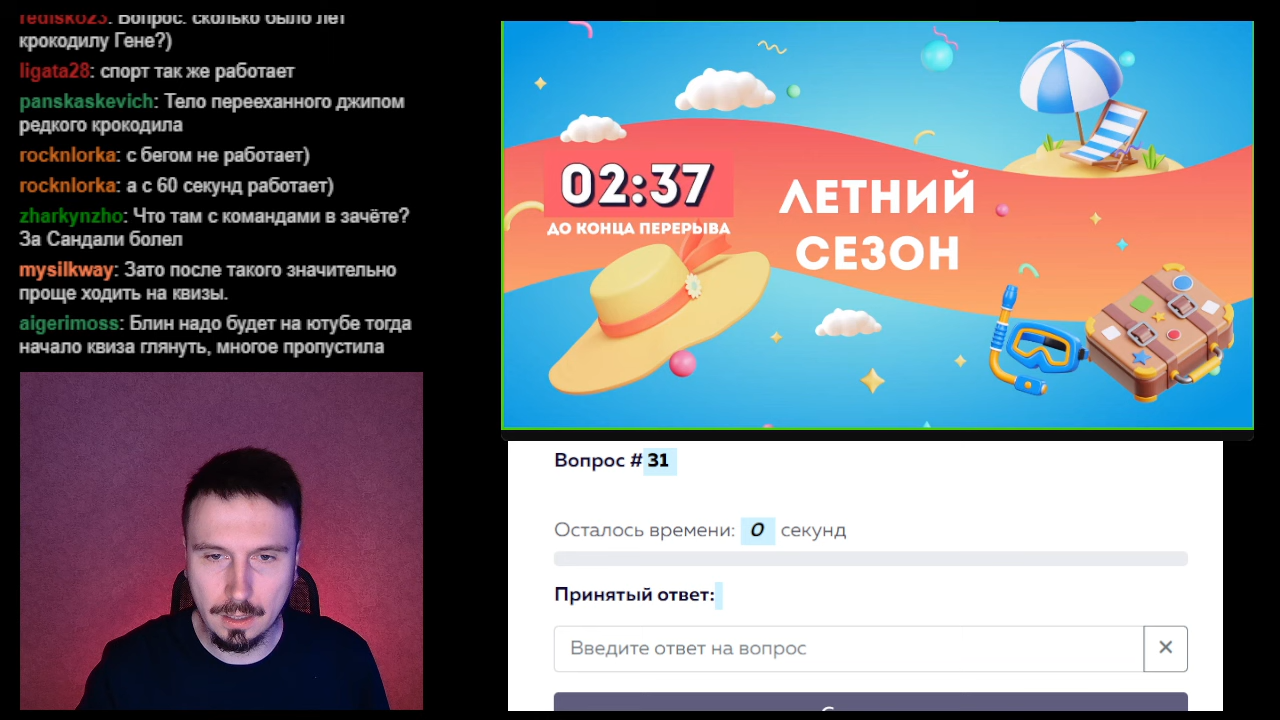 redisko23: Вопрос: сколько было лет
крокодилу Гене?)
ligata28: спорт так же работает
panskaskevich: Тело перееханного джипом
редкого крокодила
rocknlorka: с бегом не работает)
rocknlorka: а с 60 секунд работает)
zharkynzho: Что там с командами в зачёте?
За Сандали болел
mysilkway: Зато после такого значительно
проще ходить на квизы.
aigerimoss: Блин надо будет на ютубе тогда
начало квиза глянуть, многое пропустила
02:37
ДО КОНЦА ПЕРЕРЫВА
ЛЕТНИЙ
СЕЗОН
Вопрос # 31
Осталось времени: 0 секунд
Принятый ответ:
Введите ответ на вопрос